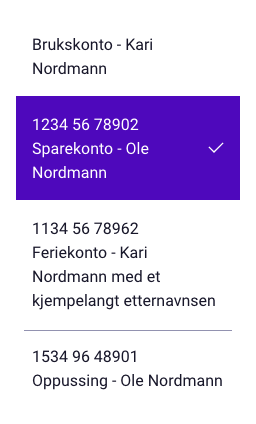 Brukskonto - Kari
Nordmann
1234 56 78902
Sparekonto - Ole
Nordmann
1134 56 78962
Feriekonto - Kari
Nordmann med et
kjempelangt etternavnsen
1534 96 48901
Oppussing - Ole Nordmann